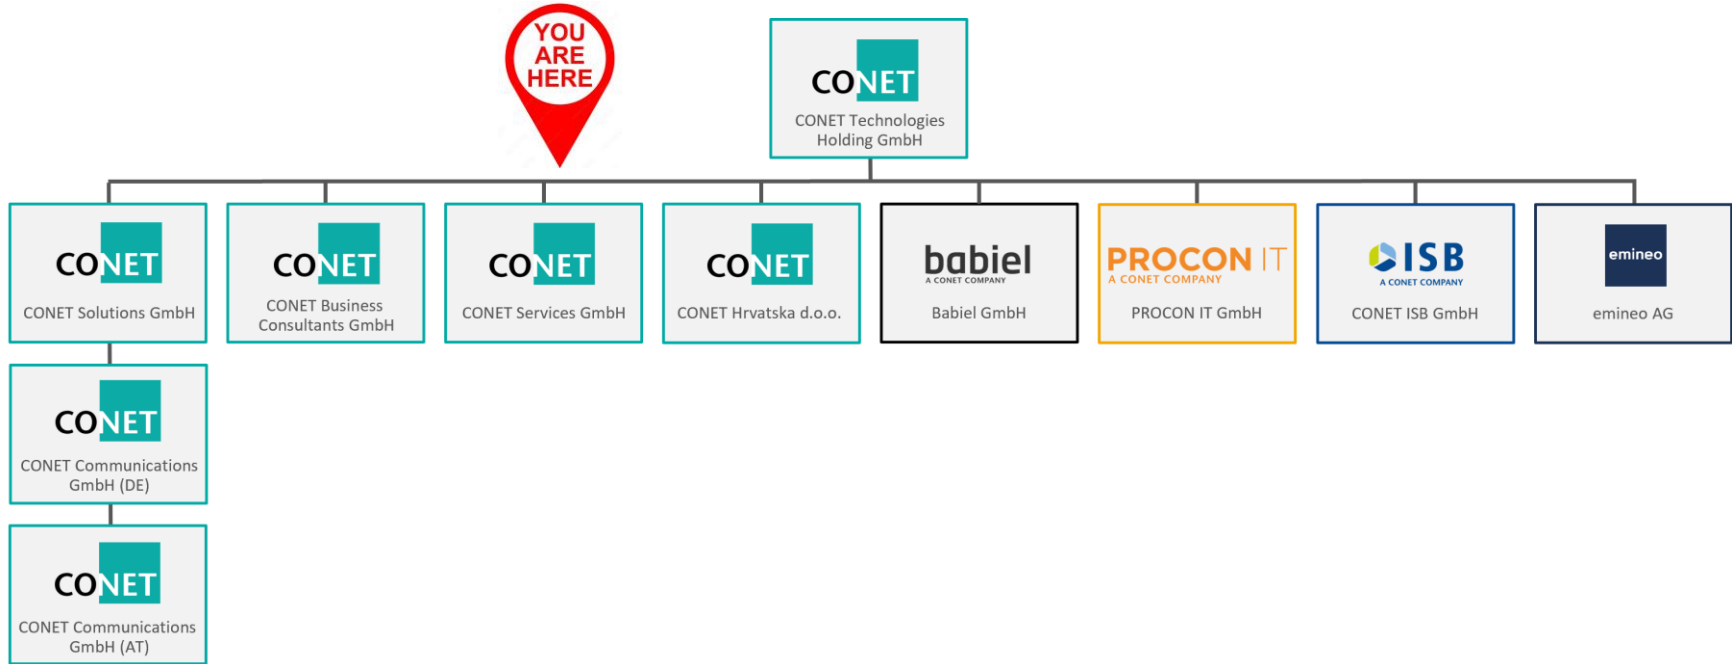 YOU
ARE
HERE
CONET
CONET Technologies
Holding GmbH
CONET
CONET Solutions GmbH
CONET
CONET Business
Consultants GmbH
CONET
CONET Services GmbH
CONET
CONET Hrvatska d.o.o.
babiel
A CONET COMPANY
Babiel GmbH
PROCON IT
A CONET COMPANY
PROCON IT GmbH
ISB
A CONET COMPANY
CONET ISB GmbH
emineo
emineo AG
CONET
CONET Communications
GmbH (DE)
CONET
CONET Communications
GmbH (AT)